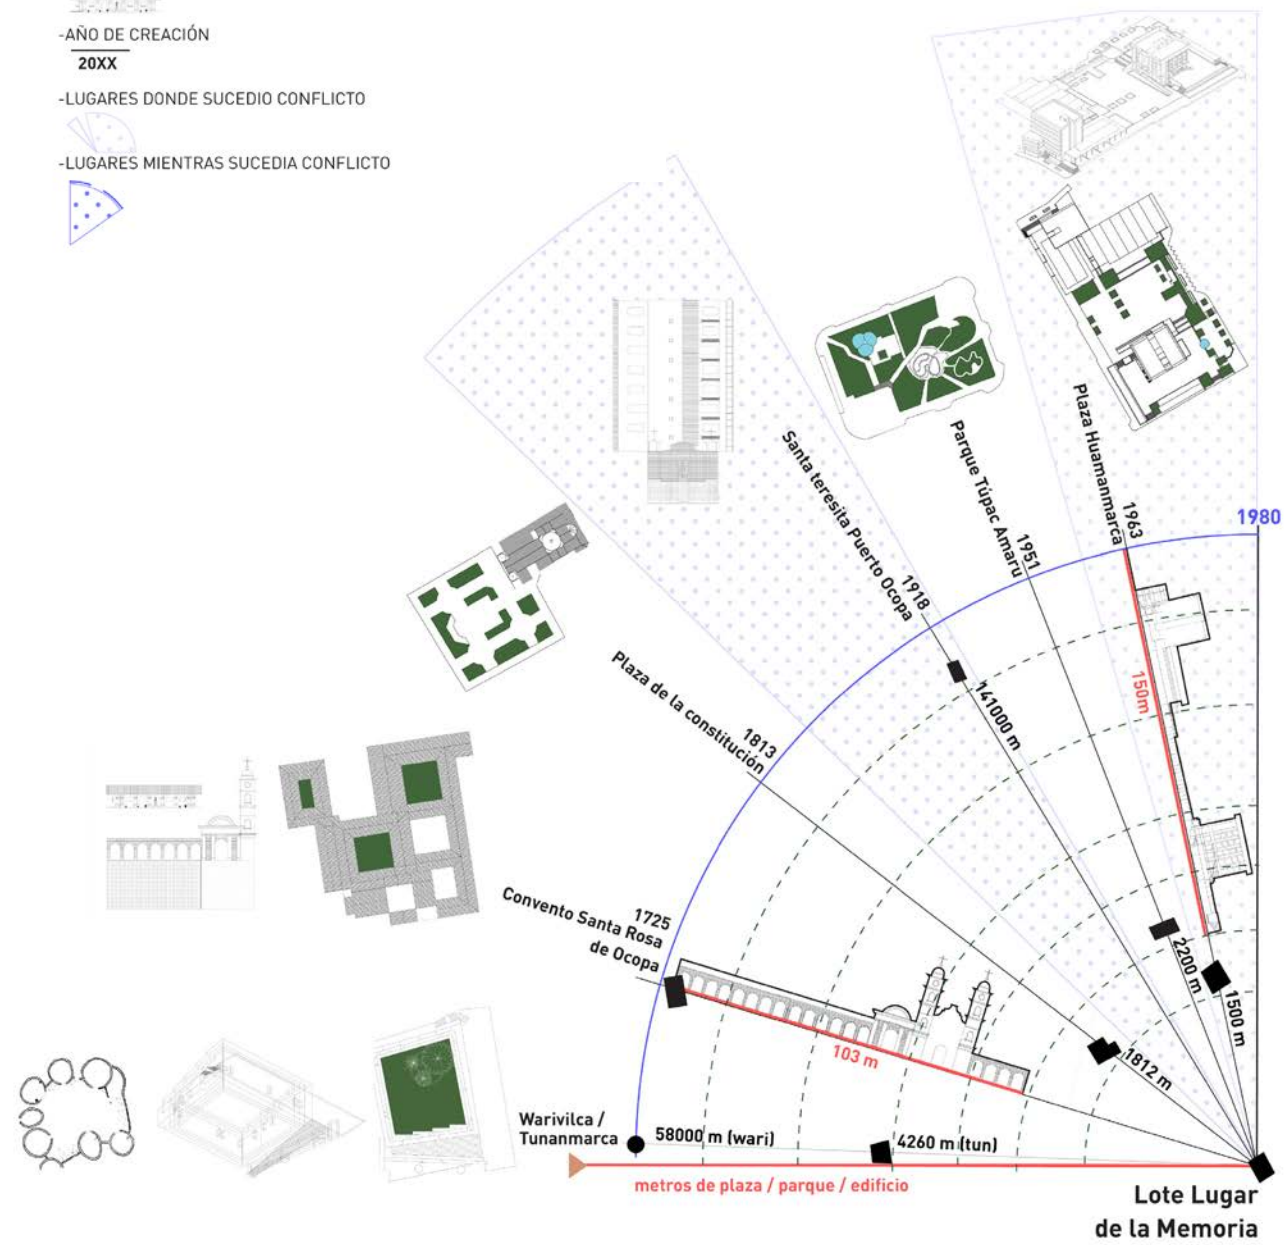 -AÑO DE CREACIÓN
20XX
-LUGARES DONDE SUCEDIO CONFLICTO
-LUGARES MIENTRAS SUCEDIA CONFLICTO
1980
Plaza Huamanmarca
1963
150m
1500 m
Parque Túpac Amaru
1951
2200 m
Santa teresita Puerto Ocopa
1918
141000 m
Plaza de la constitución
1813
1812 m
Convento Santa Rosa
de Ocopa
1725
103 m
Warivilca /
Tunanmarca
58000 m (wari)
4260 m (tun)
metros de plaza / parque / edificio
Lote Lugar
de la Memoria